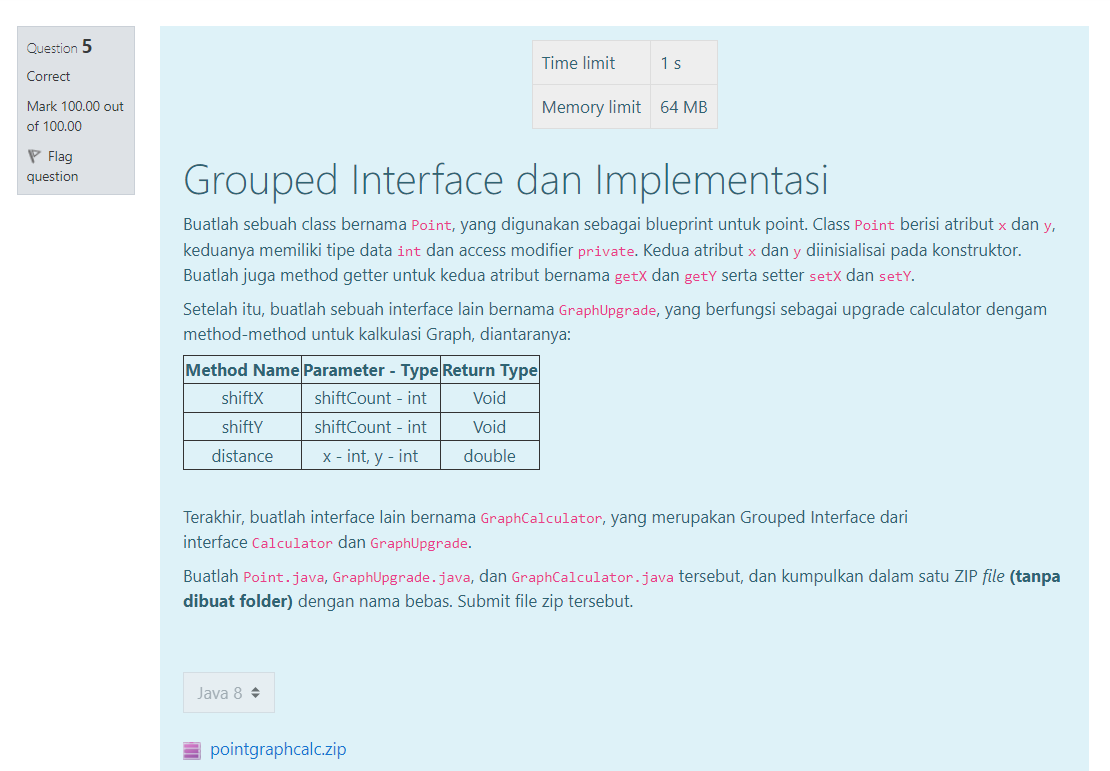 Question 5
Correct
Mark 100.00 out
of 100.00
Flag
question
Time limit 1 s
Memory limit 64 MB
Grouped Interface dan Implementasi
Buatlah sebuah class bernama Point, yang digunakan sebagai blueprint untuk point. Class Point berisi atribut x dan y,
keduanya memiliki tipe data int dan access modifier private. Kedua atribut x dan y diinisialisai pada konstruktor.
Buatlah juga method getter untuk kedua atribut bernama getX dan getY serta setter setX dan setY.
Setelah itu, buatlah sebuah interface lain bernama GraphUpgrade, yang berfungsi sebagai upgrade calculator dengam
method-method untuk kalkulasi Graph, diantaranya:
Method Name Parameter - Type Return Type
shiftX shiftCount - int Void
shiftY shiftCount - int Void
distance x - int, y - int double
Terakhir, buatlah interface lain bernama GraphCalculator, yang merupakan Grouped Interface dari
interface Calculator dan GraphUpgrade.
Buatlah Point.java, GraphUpgrade.java, dan GraphCalculator.java tersebut, dan kumpulkan dalam satu ZIP file (tanpa
dibuat folder) dengan nama bebas. Submit file zip tersebut.
Java 8
pointgraphcalc.zip